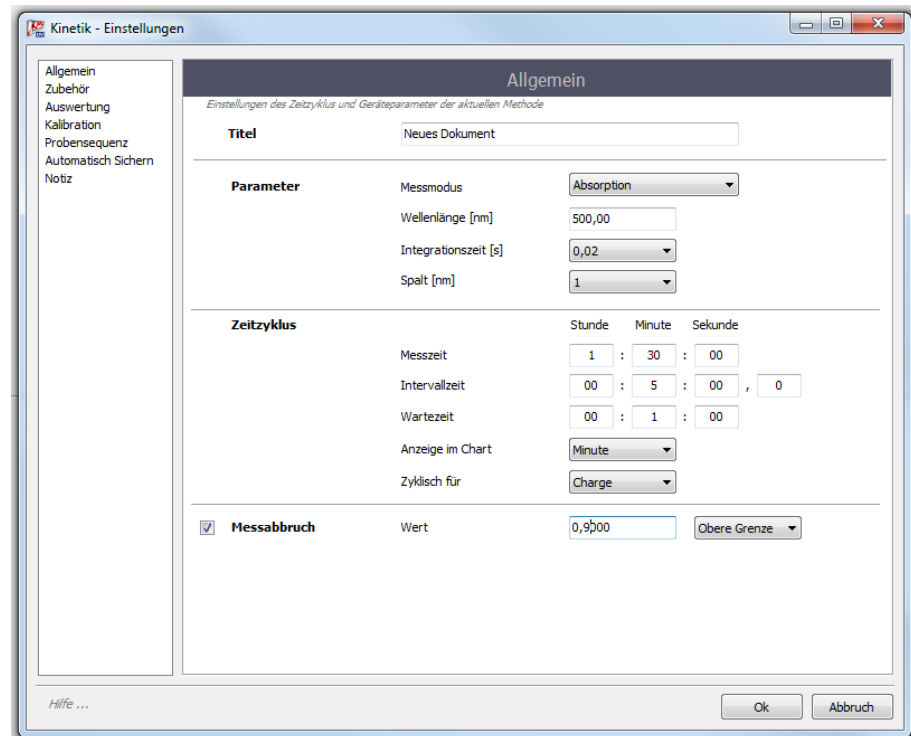 Kinetik - Einstellungen
Allgemein
Zubehör
Auswertung
Kalibration
Probensequenz
Automatisch Sichern
Notiz
Allgemein
Einstellungen des Zeitzyklus und Geräteparameter der aktuellen Methode
Titel Neues Dokument
Parameter Messmodus Absorption
Wellenlänge [nm] 500,00
Integrationszeit [s] 0,02
Spalt [nm] 1
Zeitzyklus Stunde Minute Sekunde
Messzeit 1 : 30 : 00
Intervallzeit 00 : 5 : 00 , 0
Wartezeit 00 : 1 : 00
Anzeige im Chart Minute
Zyklisch für Charge
Messabbruch Wert 0,9000 Obere Grenze
Hilfe ... Ok Abbruch